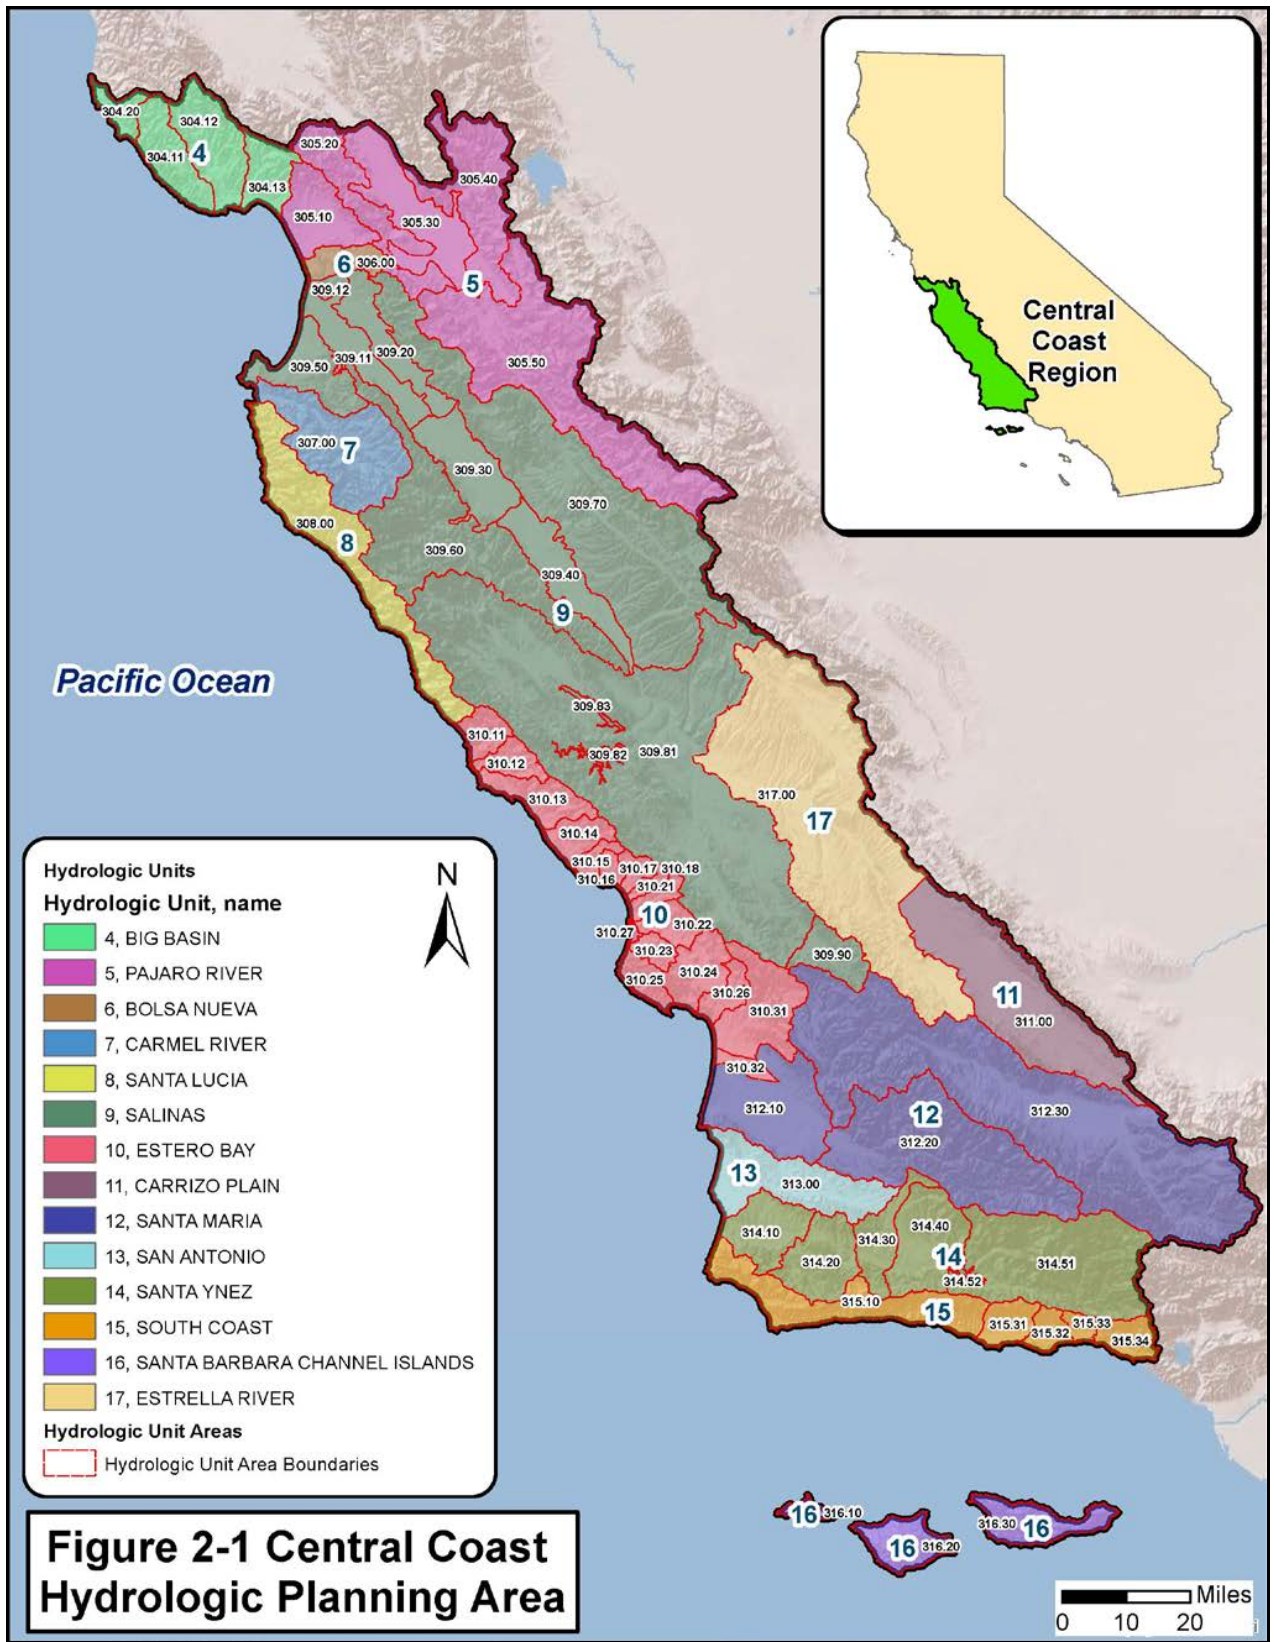 304.20
304.12
304.11
4
304.13
305.20
305.40
305.10
305.30
6
306.00
5
309.12
309.50
309.11
309.20
305.50
307.00
7
309.30
309.70
308.00
8
309.60
309.40
9
Central
Coast
Region
Pacific Ocean
309.83
310.11
309.82
309.81
310.12
310.13
317.00
17
310.14
310.15
310.16
310.17
310.18
310.21
10
310.22
310.27
310.23
309.90
310.24
310.25
310.26
310.31
11
311.00
310.32
312.10
12
312.30
312.20
13
313.00
314.10
314.40
314.30
314.20
14
314.51
314.52
315.10
15
315.31
315.32
315.33
315.34
Hydrologic Units
Hydrologic Unit, name
N
4, BIG BASIN
5, PAJARO RIVER
6, BOLSA NUEVA
7, CARMEL RIVER
8, SANTA LUCIA
9, SALINAS
10, ESTERO BAY
11, CARRIZO PLAIN
12, SANTA MARIA
13, SAN ANTONIO
14, SANTA YNEZ
15, SOUTH COAST
16, SANTA BARBARA CHANNEL ISLANDS
17, ESTRELLA RIVER
Hydrologic Unit Areas
Hydrologic Unit Area Boundaries
16
316.10
16
316.20
316.30
16
Figure 2-1 Central Coast
Hydrologic Planning Area
Miles
0 10 20